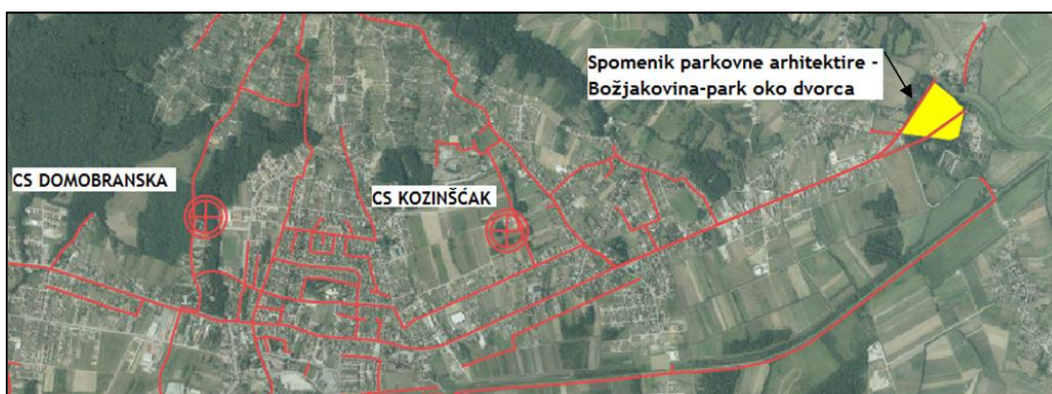 Spomenik parkovne arhitektire -
Božjakovina-park oko dvorca
CS DOMOBRANSKA
CS KOZINŠĆAK